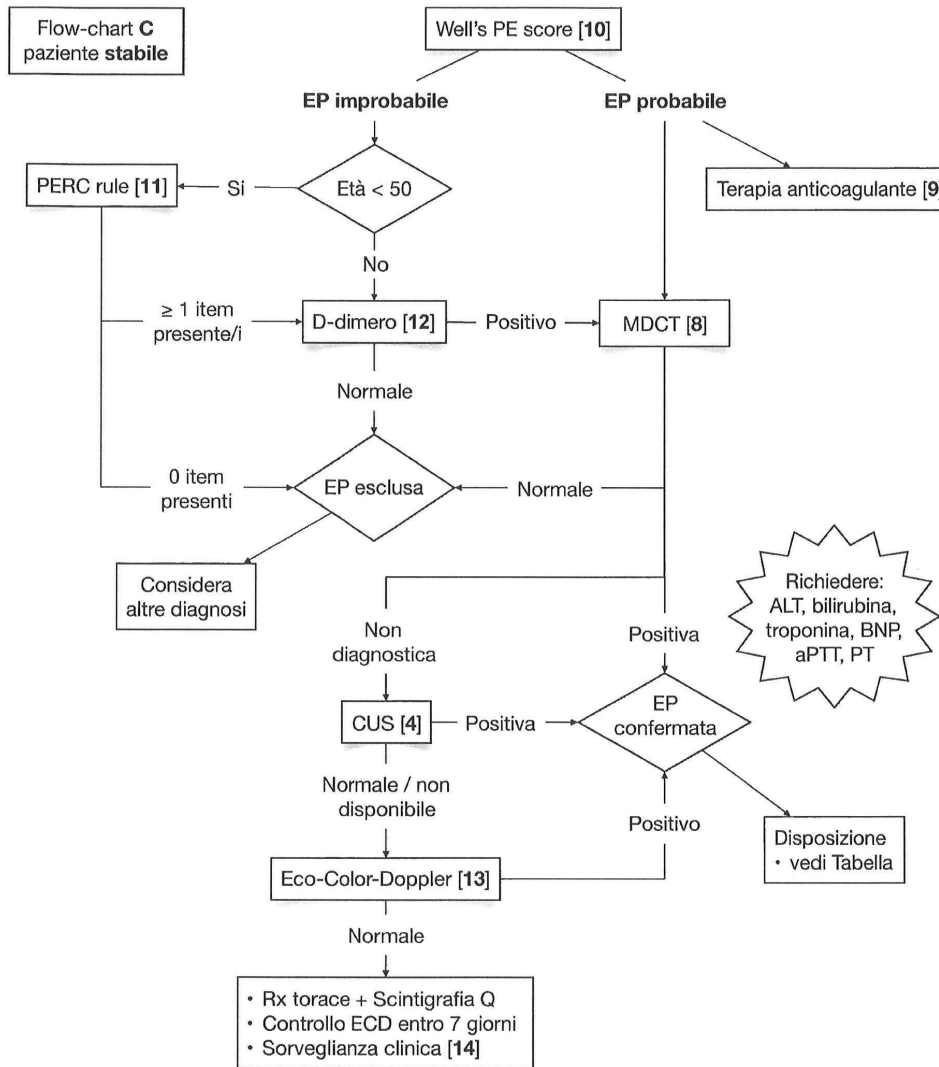 Flow-chart C
paziente stabile
Well's PE score [10]
EP improbabile
EP probabile
PERC rule [11]
Si
Età < 50
Terapia anticoagulante [9]
No
≥ 1 item
presente/i
D-dimero [12]
Positivo
MDCT [8]
Normale
0 item
presenti
EP esclusa
Normale
Considera
altre diagnosi
Richiedere:
ALT, bilirubina,
troponina, BNP,
aPTT, PT
Non
diagnostica
Positiva
CUS [4]
Positiva
EP
confermata
Normale / non
disponibile
Positivo
Disposizione
• vedi Tabella
Eco-Color-Doppler [13]
Normale
• Rx torace + Scintigrafia Q
• Controllo ECD entro 7 giorni
• Sorveglianza clinica [14]